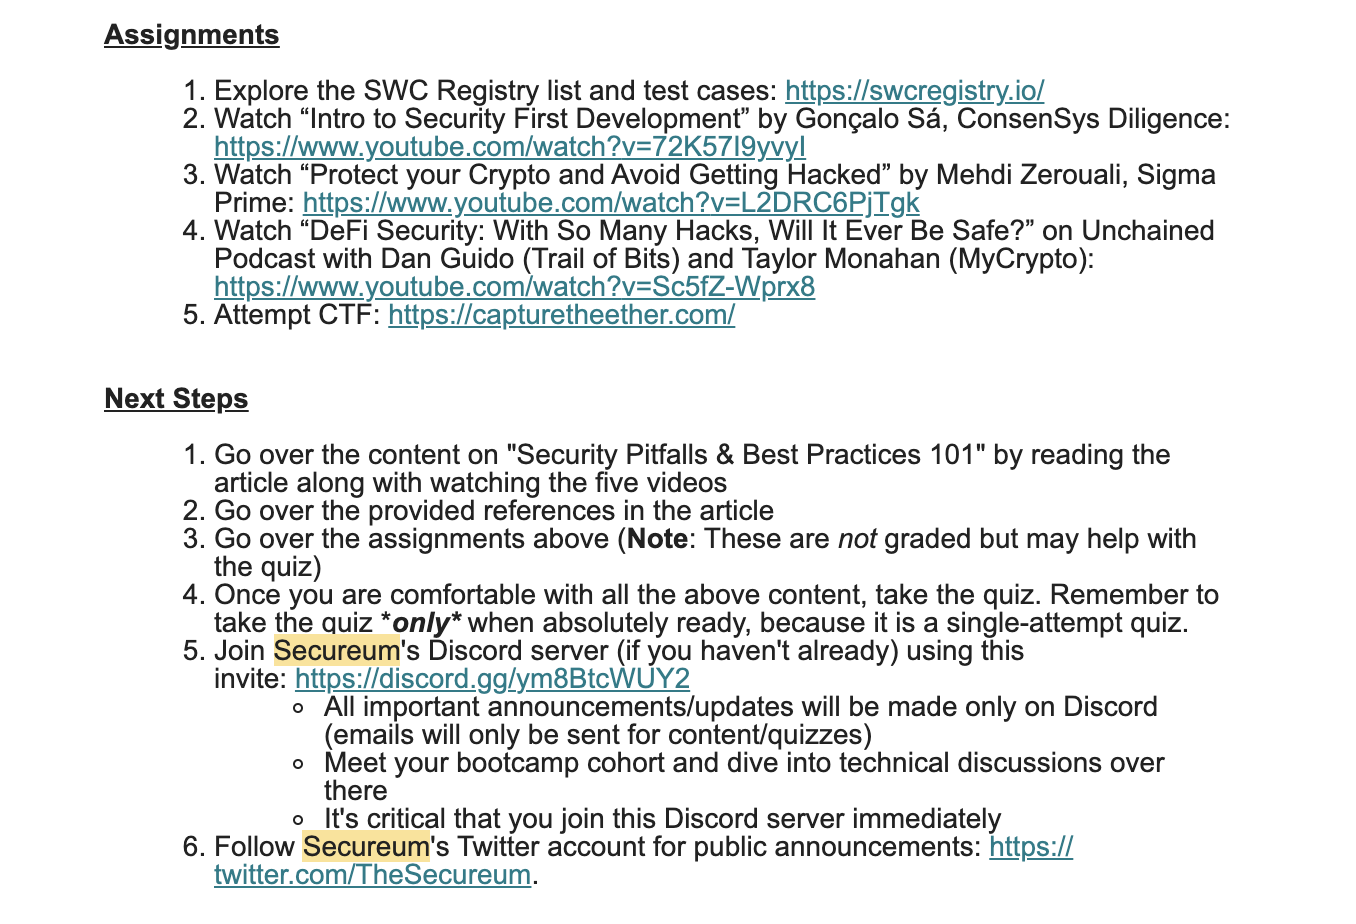 Assignments
1. Explore the SWC Registry list and test cases: https://swcregistry.io/
2. Watch “Intro to Security First Development” by Gonçalo Sá, ConsenSys Diligence:
https://www.youtube.com/watch?v=72K57I9yvyI
3. Watch “Protect your Crypto and Avoid Getting Hacked” by Mehdi Zerouali, Sigma
Prime: https://www.youtube.com/watch?v=L2DRC6PjTgk
4. Watch “DeFi Security: With So Many Hacks, Will It Ever Be Safe?” on Unchained
Podcast with Dan Guido (Trail of Bits) and Taylor Monahan (MyCrypto):
https://www.youtube.com/watch?v=Sc5fZ-Wprx8
5. Attempt CTF: https://capturetheether.com/
Next Steps
1. Go over the content on "Security Pitfalls & Best Practices 101" by reading the
article along with watching the five videos
2. Go over the provided references in the article
3. Go over the assignments above (Note: These are not graded but may help with
the quiz)
4. Once you are comfortable with all the above content, take the quiz. Remember to
take the quiz *only* when absolutely ready, because it is a single-attempt quiz.
5. Join Secureum's Discord server (if you haven't already) using this
invite: https://discord.gg/ym8BtcWUY2
All important announcements/updates will be made only on Discord
(emails will only be sent for content/quizzes)
Meet your bootcamp cohort and dive into technical discussions over
there
It's critical that you join this Discord server immediately
6. Follow Secureum's Twitter account for public announcements: https://
twitter.com/TheSecureum.